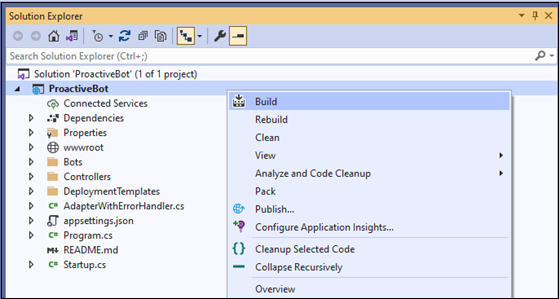 Solution Explorer
Search Solution Explorer (Ctrl+;)
Solution 'ProactiveBot' (1 of 1 project)
ProactiveBot
Connected Services
Dependencies
Properties
wwwroot
Bots
Controllers
DeploymentTemplates
C# AdapterWithErrorHandler.cs
appsettings.json
C# Program.cs
M↓ README.md
C# Startup.cs
Build
Rebuild
Clean
View
Analyze and Code Cleanup
Pack
Publish...
Configure Application Insights...
Cleanup Selected Code
Collapse Recursively
Overview